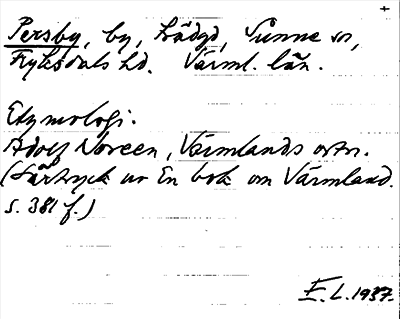 +
Persby, by, trädgd, Sunne sn,
Fryksdals hd. Värml. län.
Etymologi.
Adolf Noreen, Värmlands ortn.
(Särtryck ur En bok om Värmland.
s. 381 f.)
E.L. 1937.